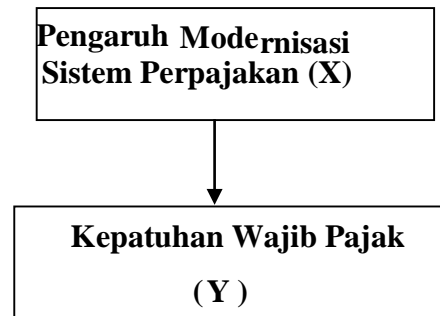 Pengaruh Modernisasi
Sistem Perpajakan (X)
Kepatuhan Wajib Pajak
(Y )